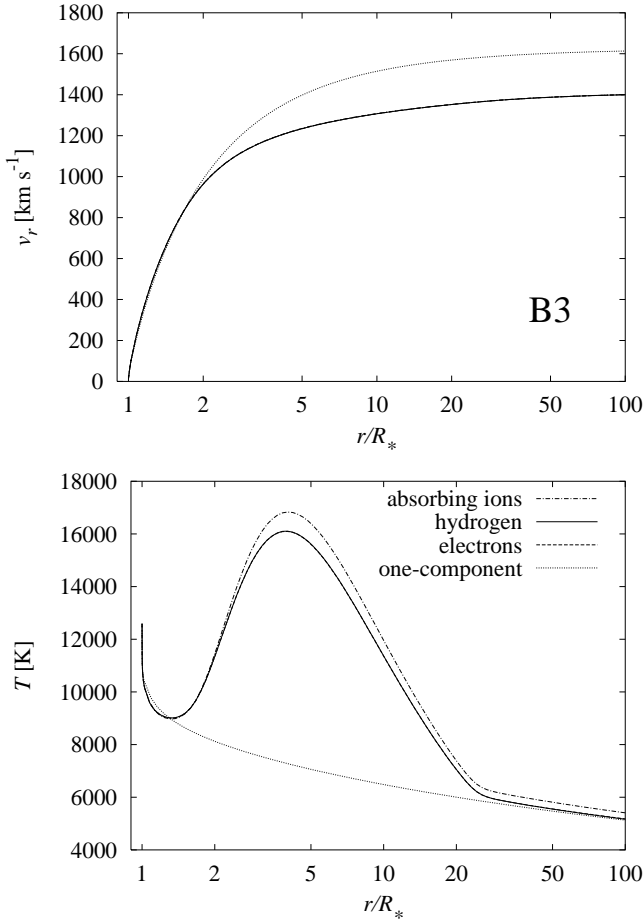 1800
1600
1400
1200
1000
800
600
400
200
0
v_r [km s⁻¹]
B3
1 2 5 10 20 50 100
r/R_*
18000
16000
14000
12000
10000
8000
6000
4000
T [K]
absorbing ions
hydrogen
electrons
one-component
1 2 5 10 20 50 100
r/R_*